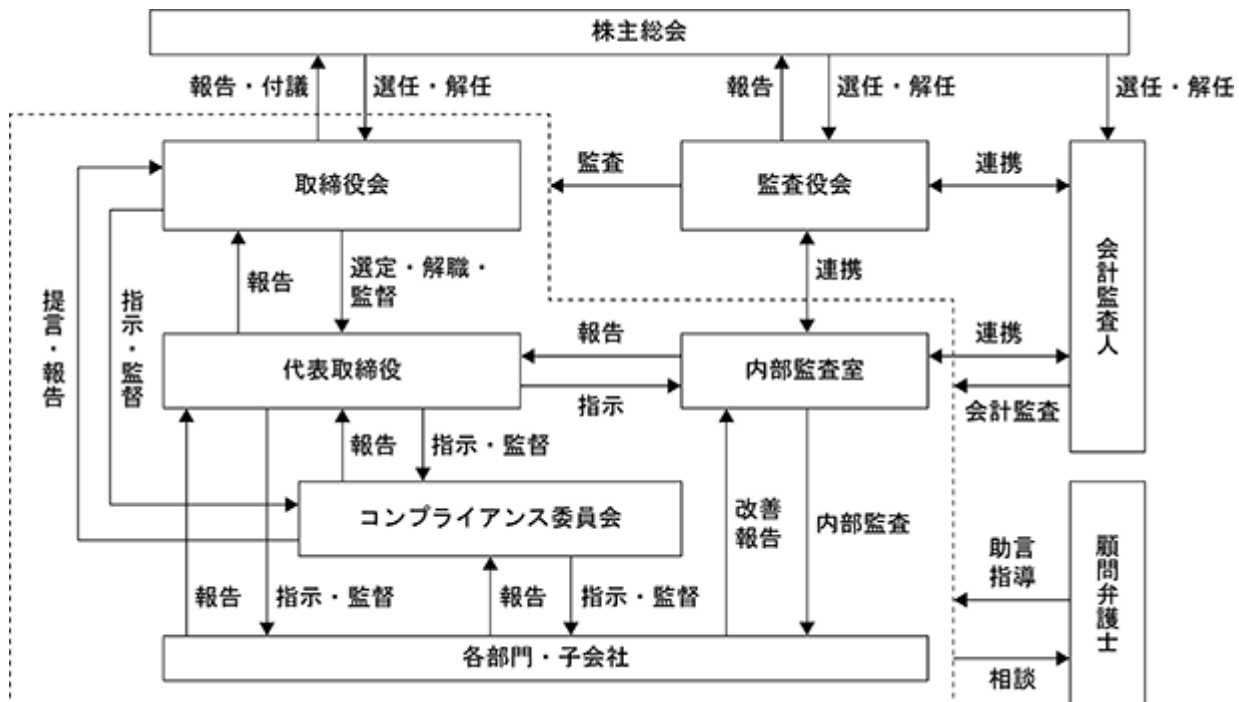 株主総会
報告・付議
選任・解任
報告
選任・解任
選任・解任
取締役会
監査
監査役会
連携
会計監査人
提言・報告
指示・監督
報告
選定・解職・
監督
連携
代表取締役
報告
指示
内部監査室
連携
会計監査
報告
指示・監督
コンプライアンス委員会
改善
報告
内部監査
顧問弁護士
助言
指導
相談
報告
指示・監督
報告
指示・監督
各部門・子会社